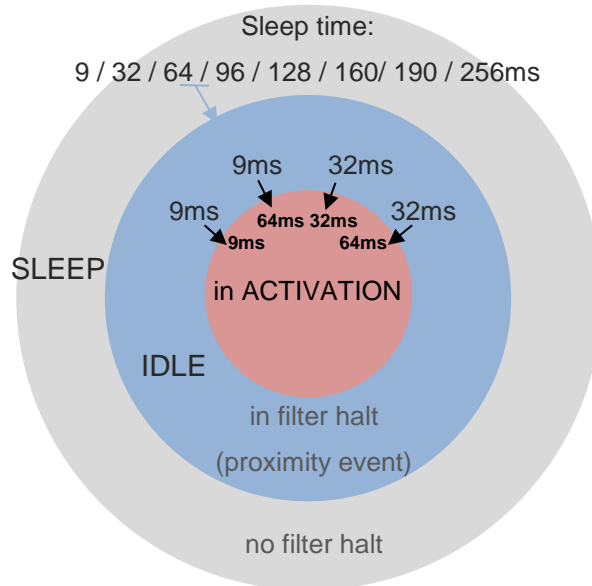 Sleep time:
9 / 32 / 64 / 96 / 128 / 160/ 190 / 256ms
9ms 32ms
9ms 64ms 32ms 32ms
9ms 64ms
SLEEP
in ACTIVATION
IDLE
in filter halt
(proximity event)
no filter halt